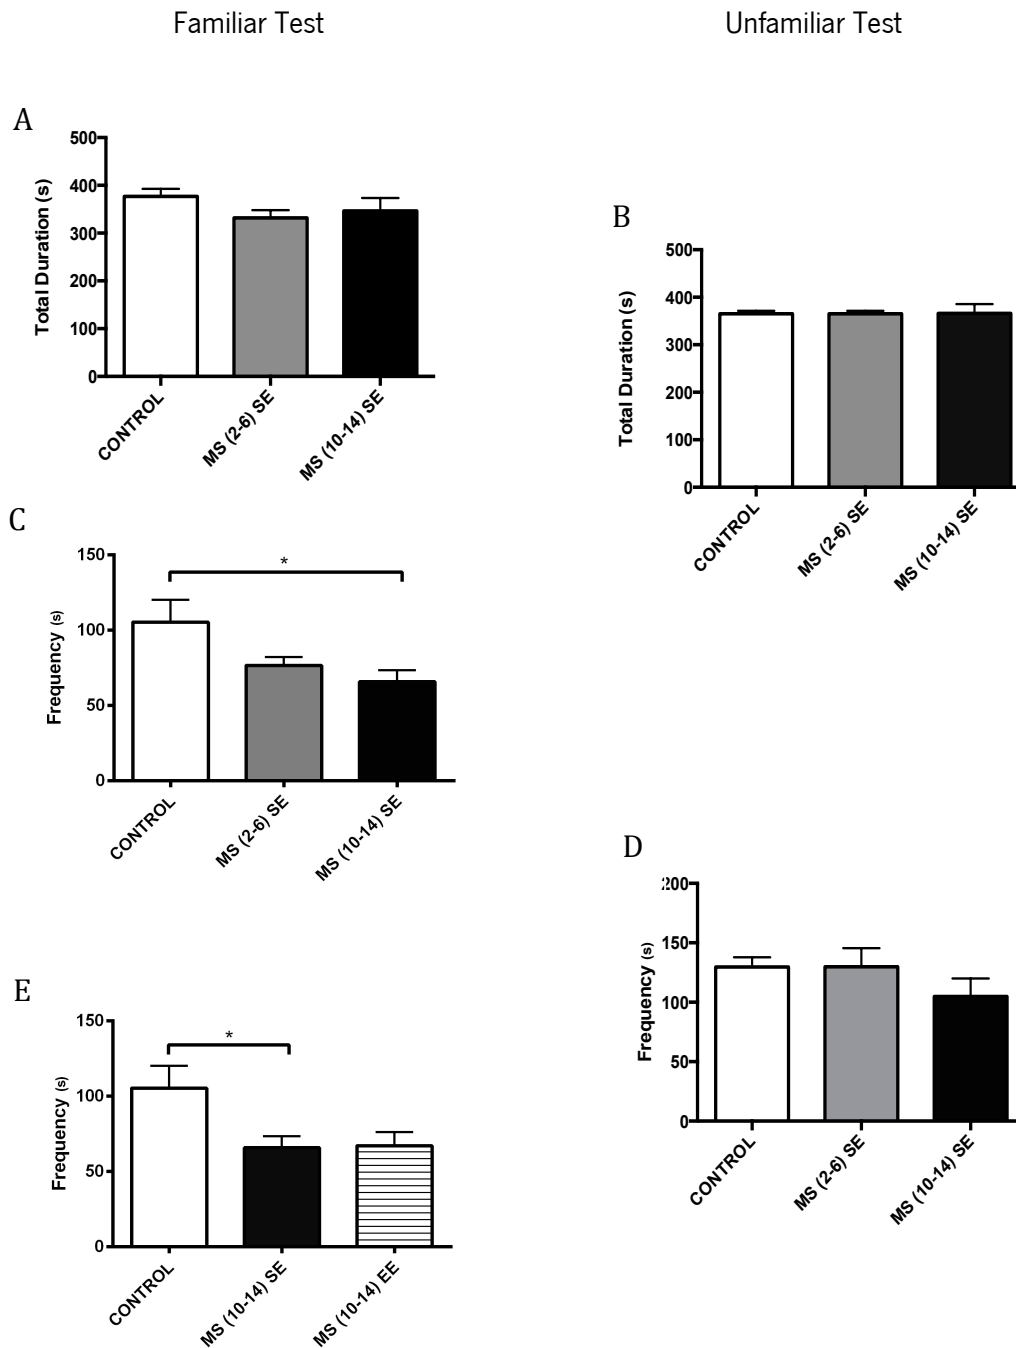 Familiar Test
Unfamiliar Test
A
500
400
300
200
100
0
Total Duration (s)
CONTROL
MS (2-6) SE
MS (10-14) SE
B
500
400
300
200
100
0
Total Duration (s)
CONTROL
MS (2-6) SE
MS (10-14) SE
C
150
100
50
0
Frequency (s)
*
CONTROL
MS (2-6) SE
MS (10-14) SE
D
200
150
100
50
0
Frequency (s)
CONTROL
MS (2-6) SE
MS (10-14) SE
E
150
100
50
0
Frequency (s)
*
CONTROL
MS (10-14) SE
MS (10-14) EE